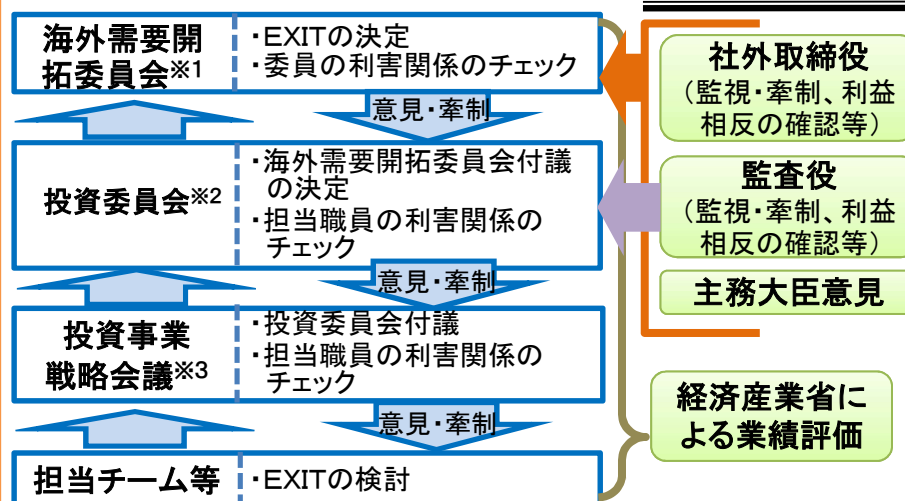 海外需要開
拓委員会※1
・EXITの決定
・委員の利害関係のチェック
意見・牽制
投資委員会※2
・海外需要開拓委員会付議
の決定
・担当職員の利害関係の
チェック
意見・牽制
投資事業
戦略会議※3
・投資委員会付議
・担当職員の利害関係の
チェック
意見・牽制
担当チーム等
・EXITの検討
社外取締役
（監視・牽制、利益
相反の確認等）
監査役
（監視・牽制、利益
相反の確認等）
主務大臣意見
経済産業省に
よる業績評価